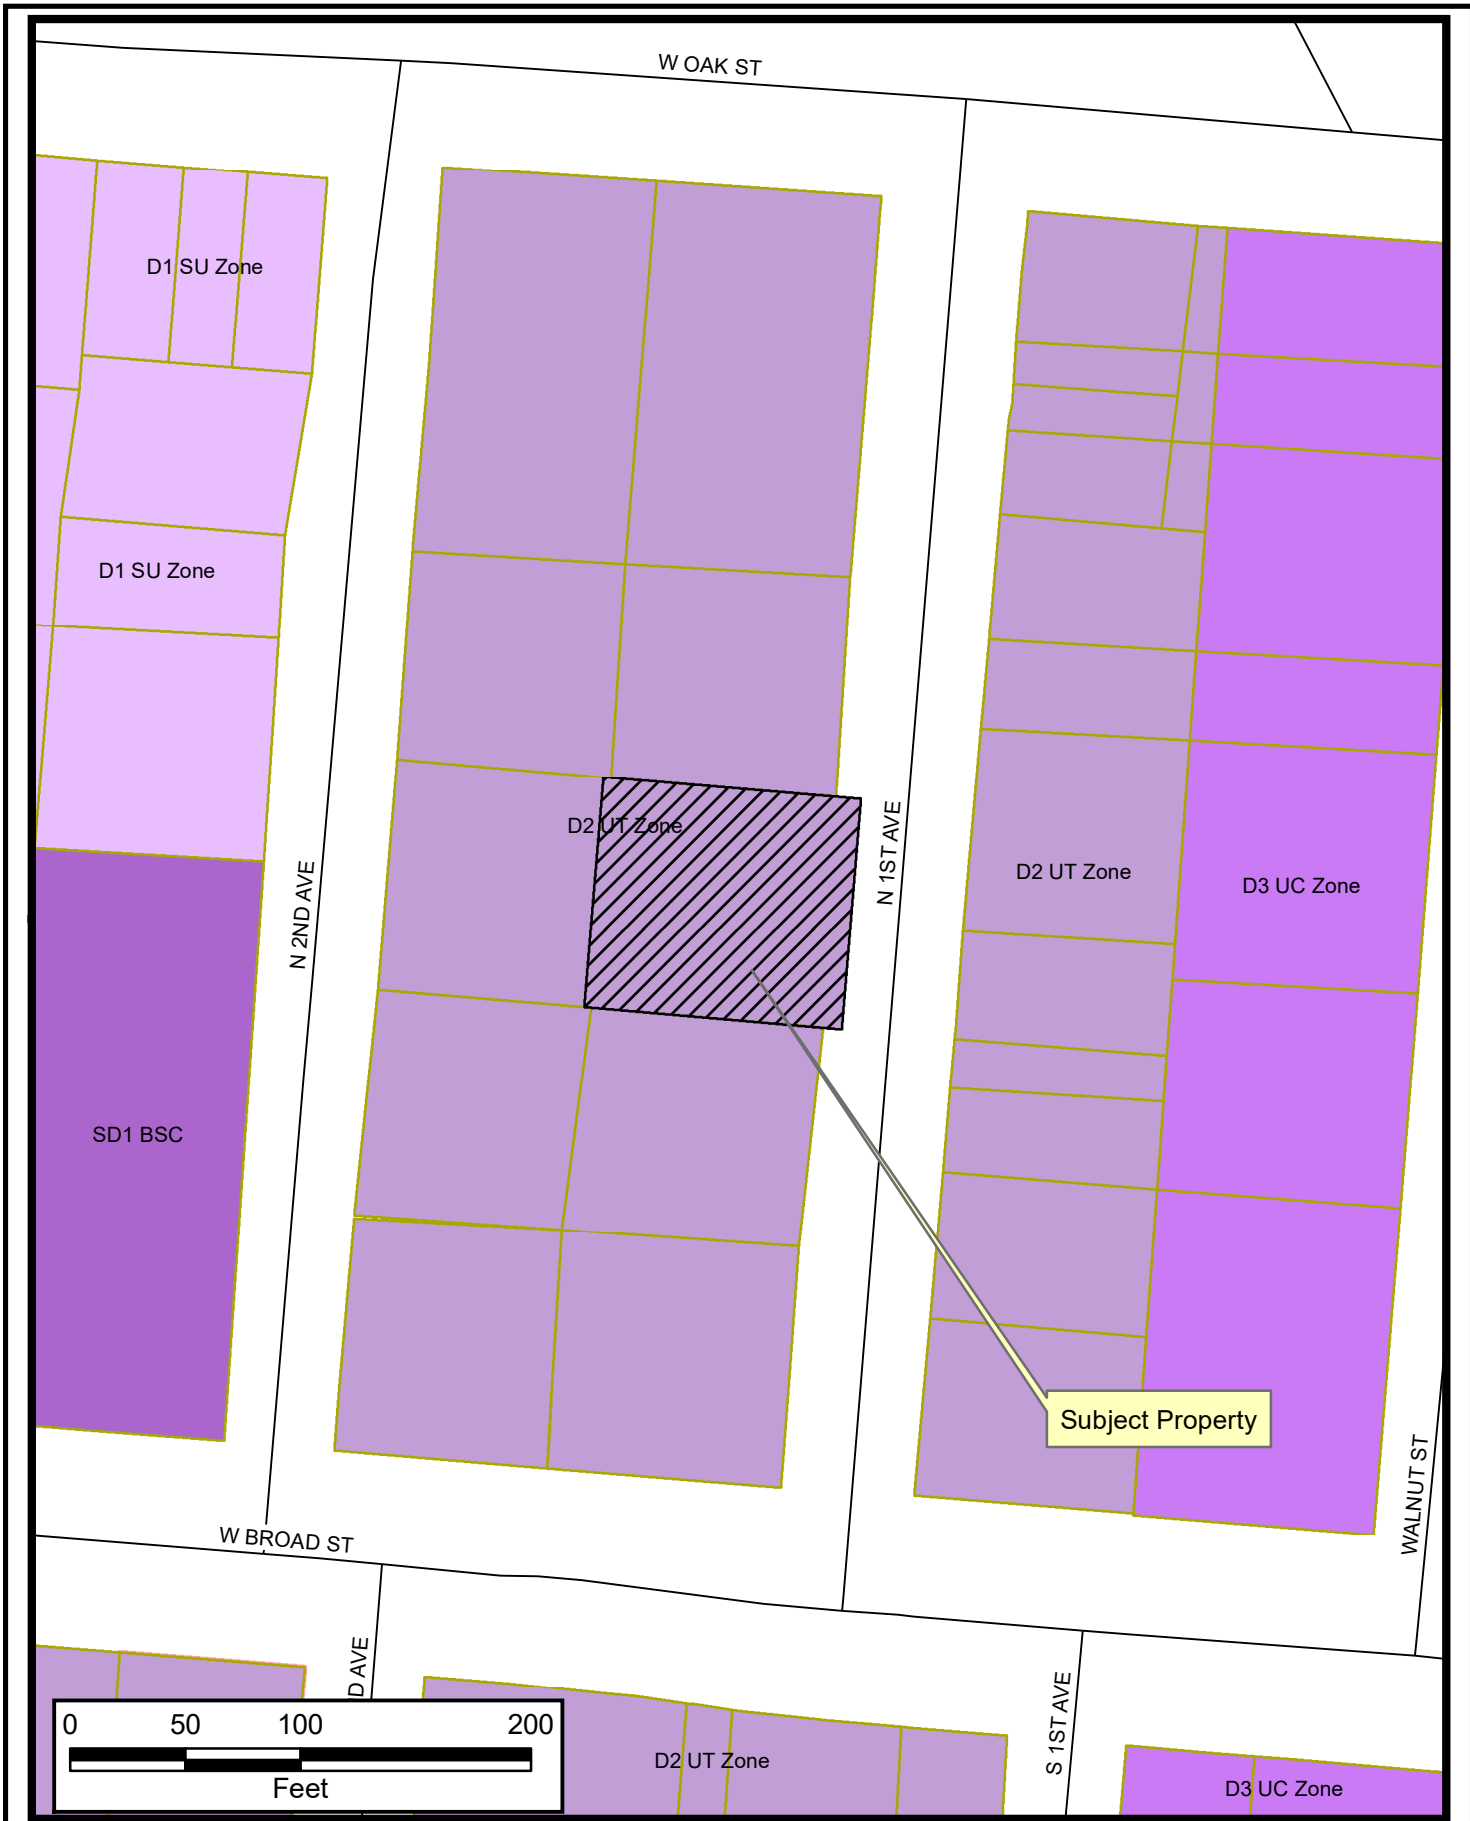 W OAK ST
D1 SU Zone
D1 SU Zone
D2 UT Zone
N 1ST AVE
N 2ND AVE
D2 UT Zone
D3 UC Zone
SD1 BSC
Subject Property
WALNUT ST
W BROAD ST
D AVE
S 1ST AVE
0 50 100 200
Feet
D2 UT Zone
D3 UC Zone